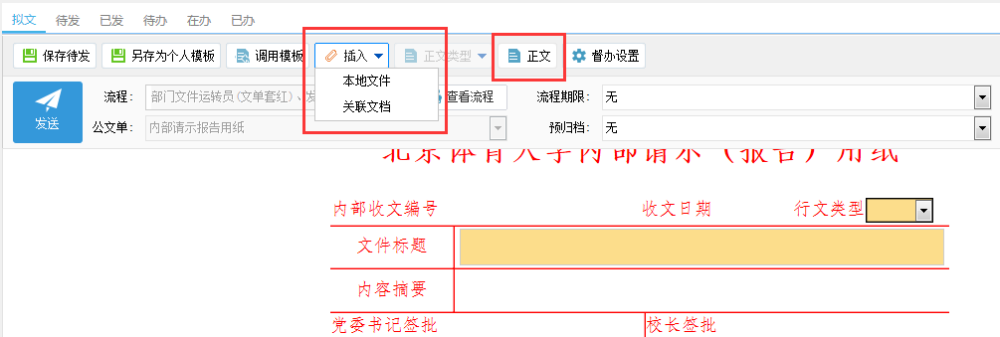 拟文 待发 已发 待办 在办 已办
保存待发 另存为个人模板 调用模板 插入 正文类型 正文 督办设置
本地文件
关联文档
发送
流程： 部门文件运转员(文单套红)、发 查看流程 流程期限： 无
公文单： 内部请示报告用纸 预归档： 无
北京体育大学内部请示（报告）用纸
内部收文编号 收文日期 行文类型
文件标题
内容摘要
党委书记签批 校长签批